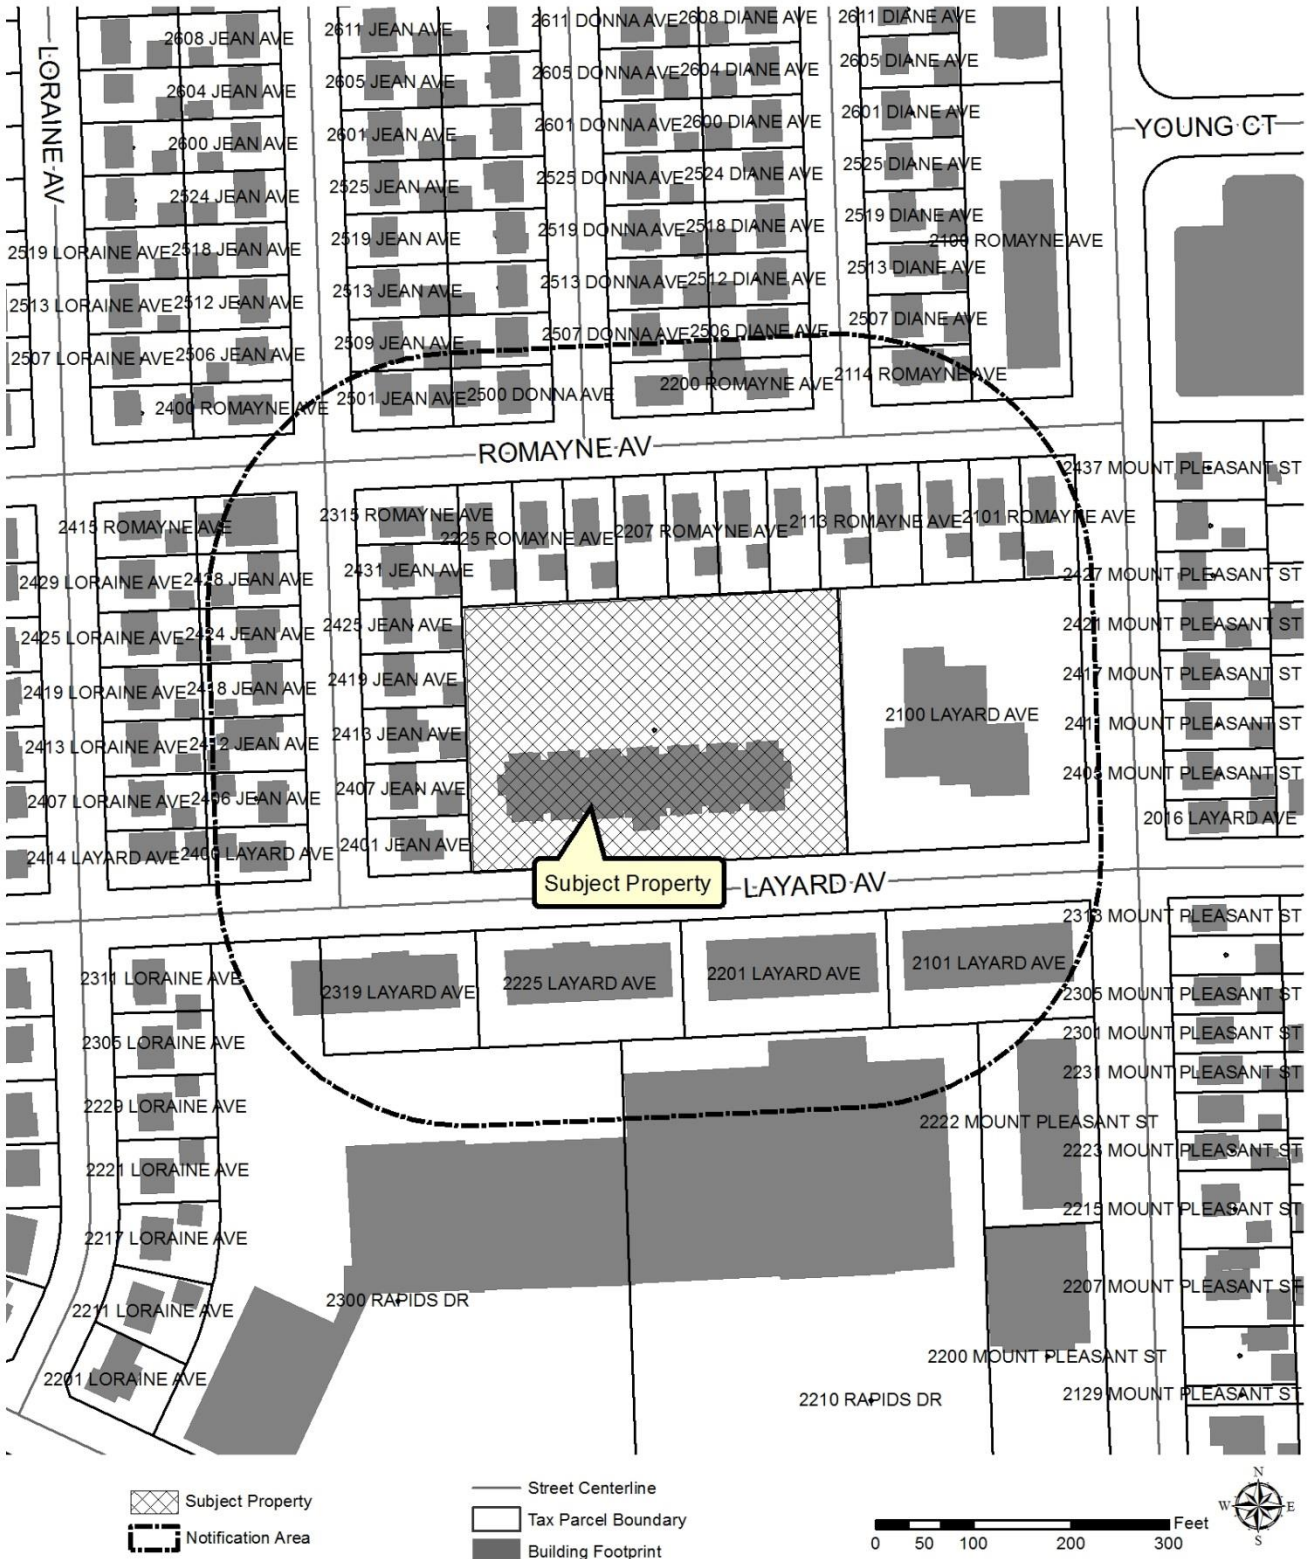 LORAINE AV
2608 JEAN AVE
2611 JEAN AVE
2611 DONNA AVE
2608 DIANE AVE
2611 DIANE AVE
2604 JEAN AVE
2605 JEAN AVE
2605 DONNA AVE
2604 DIANE AVE
2605 DIANE AVE
2600 JEAN AVE
2601 JEAN AVE
2601 DONNA AVE
2600 DIANE AVE
2601 DIANE AVE
YOUNG CT
2524 JEAN AVE
2525 JEAN AVE
2525 DONNA AVE
2524 DIANE AVE
2525 DIANE AVE
2519 LORAINE AVE
2518 JEAN AVE
2519 JEAN AVE
2519 DONNA AVE
2518 DIANE AVE
2519 DIANE AVE
2100 ROMAYNE AVE
2513 LORAINE AVE
2512 JEAN AVE
2513 JEAN AVE
2513 DONNA AVE
2512 DIANE AVE
2513 DIANE AVE
2507 LORAINE AVE
2506 JEAN AVE
2509 JEAN AVE
2507 DONNA AVE
2506 DIANE AVE
2507 DIANE AVE
2400 ROMAYNE AVE
2501 JEAN AVE
2500 DONNA AVE
2200 ROMAYNE AVE
2114 ROMAYNE AVE
ROMAYNE AV
2437 MOUNT PLEASANT ST
2415 ROMAYNE AVE
2315 ROMAYNE AVE
2225 ROMAYNE AVE
2207 ROMAYNE AVE
2113 ROMAYNE AVE
2101 ROMAYNE AVE
2429 LORAINE AVE
2428 JEAN AVE
2431 JEAN AVE
2427 MOUNT PLEASANT ST
2425 LORAINE AVE
2424 JEAN AVE
2425 JEAN AVE
2421 MOUNT PLEASANT ST
2419 LORAINE AVE
2418 JEAN AVE
2419 JEAN AVE
2417 MOUNT PLEASANT ST
2413 LORAINE AVE
2412 JEAN AVE
2413 JEAN AVE
2100 LAYARD AVE
2411 MOUNT PLEASANT ST
2407 LORAINE AVE
2406 JEAN AVE
2407 JEAN AVE
2405 MOUNT PLEASANT ST
2414 LAYARD AVE
2400 LAYARD AVE
2401 JEAN AVE
2016 LAYARD AVE
Subject Property
LAYARD AV
2313 MOUNT PLEASANT ST
2311 LORAINE AVE
2319 LAYARD AVE
2225 LAYARD AVE
2201 LAYARD AVE
2101 LAYARD AVE
2305 MOUNT PLEASANT ST
2305 LORAINE AVE
2301 MOUNT PLEASANT ST
2231 MOUNT PLEASANT ST
2229 LORAINE AVE
2222 MOUNT PLEASANT ST
2223 MOUNT PLEASANT ST
2221 LORAINE AVE
2215 MOUNT PLEASANT ST
2217 LORAINE AVE
2207 MOUNT PLEASANT ST
2211 LORAINE AVE
2300 RAPIDS DR
2200 MOUNT PLEASANT ST
2201 LORAINE AVE
2210 RAPIDS DR
2129 MOUNT PLEASANT ST
Subject Property
Notification Area
Street Centerline
Tax Parcel Boundary
Building Footprint
Feet
0 50 100 200 300
N
W E
S